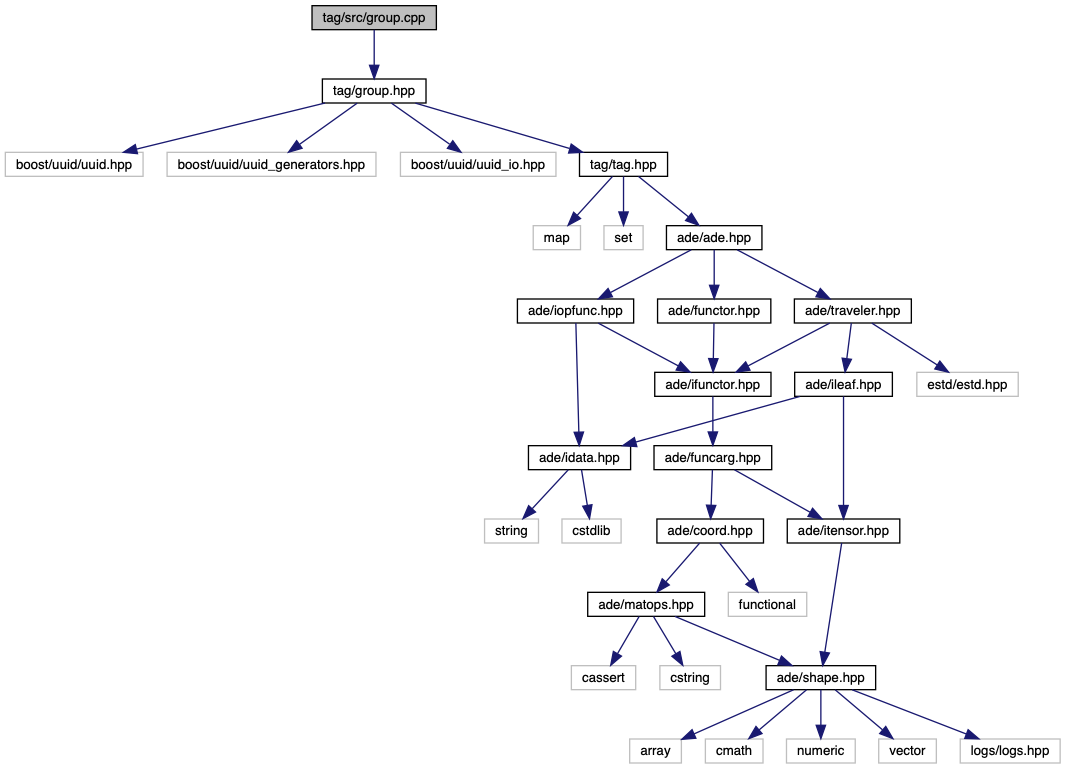 tag/src/group.cpp
tag/group.hpp
boost/uuid/uuid.hpp
boost/uuid/uuid_generators.hpp
boost/uuid/uuid_io.hpp
tag/tag.hpp
map
set
ade/ade.hpp
ade/iopfunc.hpp
ade/functor.hpp
ade/traveler.hpp
ade/ifunctor.hpp
ade/ileaf.hpp
estd/estd.hpp
ade/idata.hpp
ade/funcarg.hpp
string
cstdlib
ade/coord.hpp
ade/itensor.hpp
ade/matops.hpp
functional
cassert
cstring
ade/shape.hpp
array
cmath
numeric
vector
logs/logs.hpp